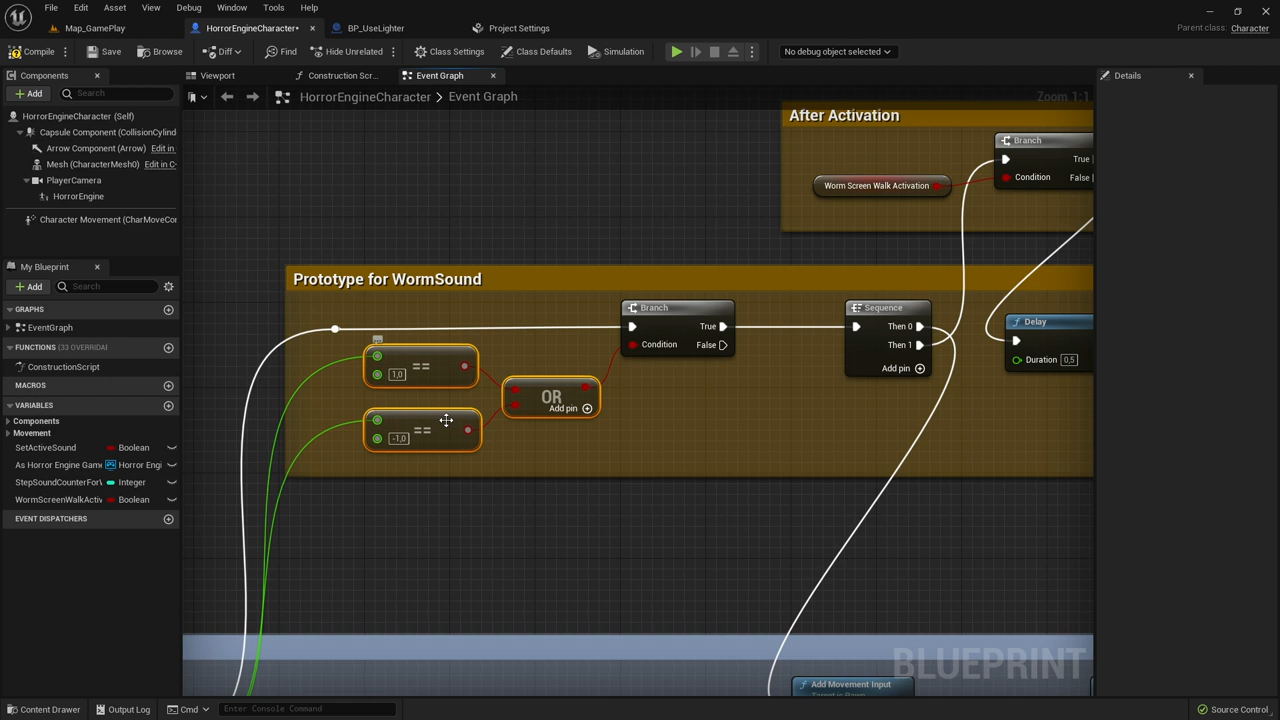 File Edit Asset View Debug Window Tools Help
Map_GamePlay HorrorEngineCharacter• BP_UseLighter Project Settings Parent class: Character
Compile Save Browse Diff Find Hide Unrelated Class Settings Class Defaults Simulation No debug object selected
Components Viewport Construction Scr... Event Graph Details
Add Search HorrorEngineCharacter Event Graph Zoom 1:1
HorrorEngineCharacter (Self)
Capsule Component (CollisionCylind
Arrow Component (Arrow) Edit in
Mesh (CharacterMesh0) Edit in C
PlayerCamera
HorrorEngine
Character Movement (CharMoveCor
My Blueprint
Add Search
GRAPHS
EventGraph
FUNCTIONS (33 OVERRIDAI
ConstructionScript
MACROS
VARIABLES
Components
Movement
SetActiveSound Boolean
As Horror Engine Game Horror Engi
StepSoundCounterForV Integer
WormScreenWalkActiv Boolean
EVENT DISPATCHERS
After Activation
Branch
True
Worm Screen Walk Activation Condition False
Prototype for WormSound
Branch
True
Condition False
Sequence
Then 0
Then 1
Add pin
Delay
Duration 0,5
== 1,0
OR
Add pin
== -1,0
Add Movement Input
Target is Pawn
BLUEPRINT
Content Drawer Output Log Cmd Enter Console Command Source Control